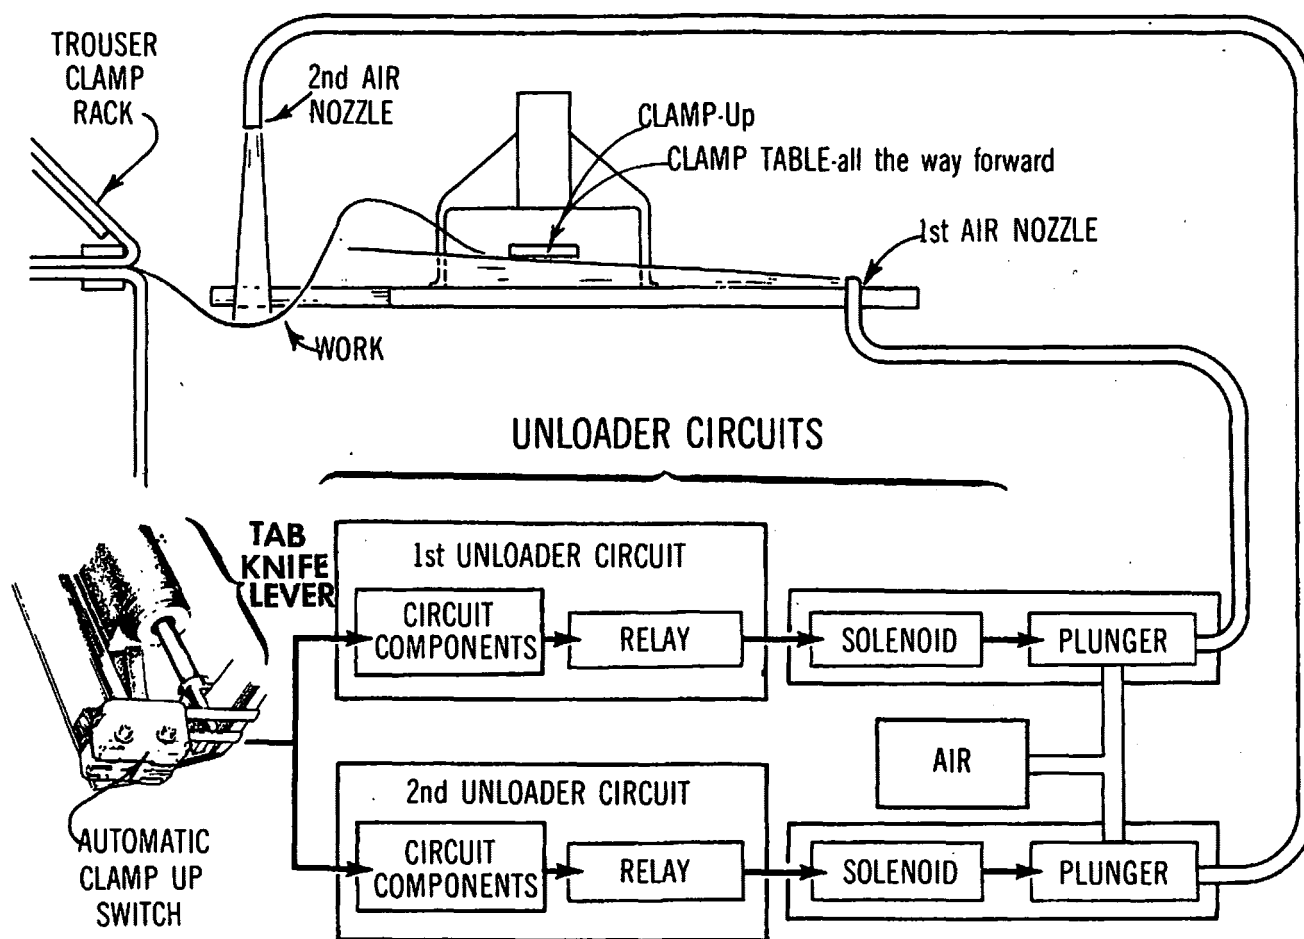 TROUSER
CLAMP
RACK
2nd AIR
NOZZLE
CLAMP-Up
CLAMP TABLE-all the way forward
1st AIR NOZZLE
WORK
UNLOADER CIRCUITS
TAB
KNIFE
LEVER
1st UNLOADER CIRCUIT
CIRCUIT
COMPONENTS
RELAY
SOLENOID
PLUNGER
AIR
2nd UNLOADER CIRCUIT
CIRCUIT
COMPONENTS
RELAY
SOLENOID
PLUNGER
AUTOMATIC
CLAMP UP
SWITCH